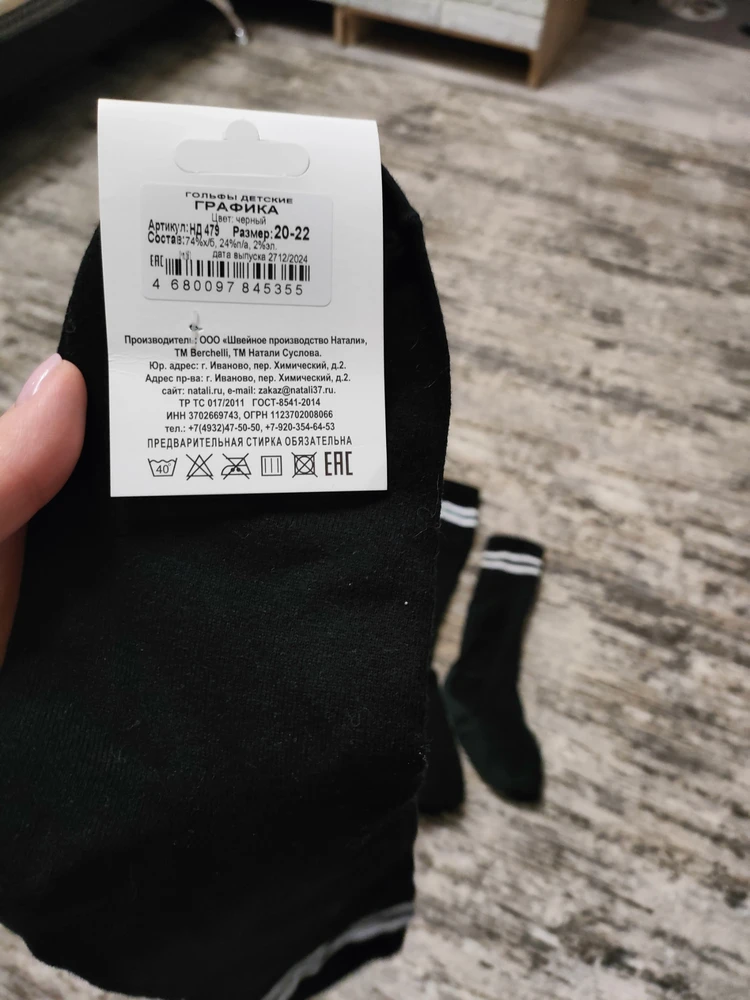 ГОЛЬФЫ ДЕТСКИЕ
ГРАФИКА
Цвет: черный
Артикул:НД 479 Размер:20-22
Состав:74%х/б, 24%п/а, 2%эл.
дата выпуска 2712/2024
EAC
4 680097 845355
Производитель: ООО «Швейное производство Натали»,
ТМ Berchelli, ТМ Натали Суслова.
Юр. адрес: г. Иваново, пер. Химический, д.2.
Адрес пр-ва: г. Иваново, пер. Химический, д.2.
сайт: natali.ru, e-mail: zakaz@natali37.ru.
ТР ТС 017/2011 ГОСТ-8541-2014
ИНН 3702669743, ОГРН 1123702008066
тел.: +7(4932)47-50-50, +7-920-354-64-53
ПРЕДВАРИТЕЛЬНАЯ СТИРКА ОБЯЗАТЕЛЬНА
40° EAC